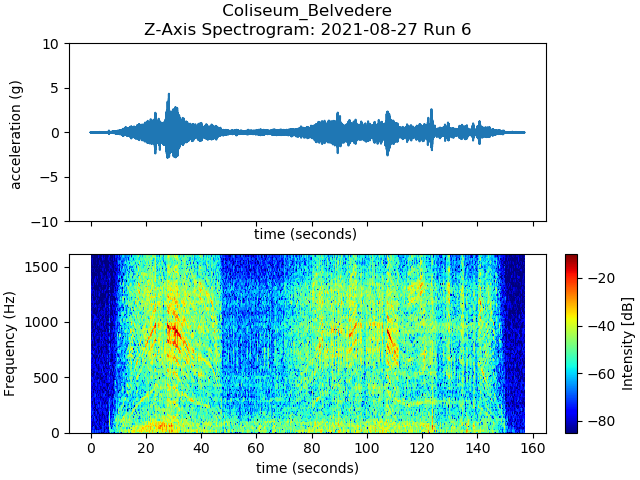 Coliseum_Belvedere
Z-Axis Spectrogram: 2021-08-27 Run 6
acceleration (g)
10
5
0
−5
−10
time (seconds)
Frequency (Hz)
1500
1000
500
0
0 20 40 60 80 100 120 140 160
time (seconds)
−20
−40
−60
−80
Intensity [dB]